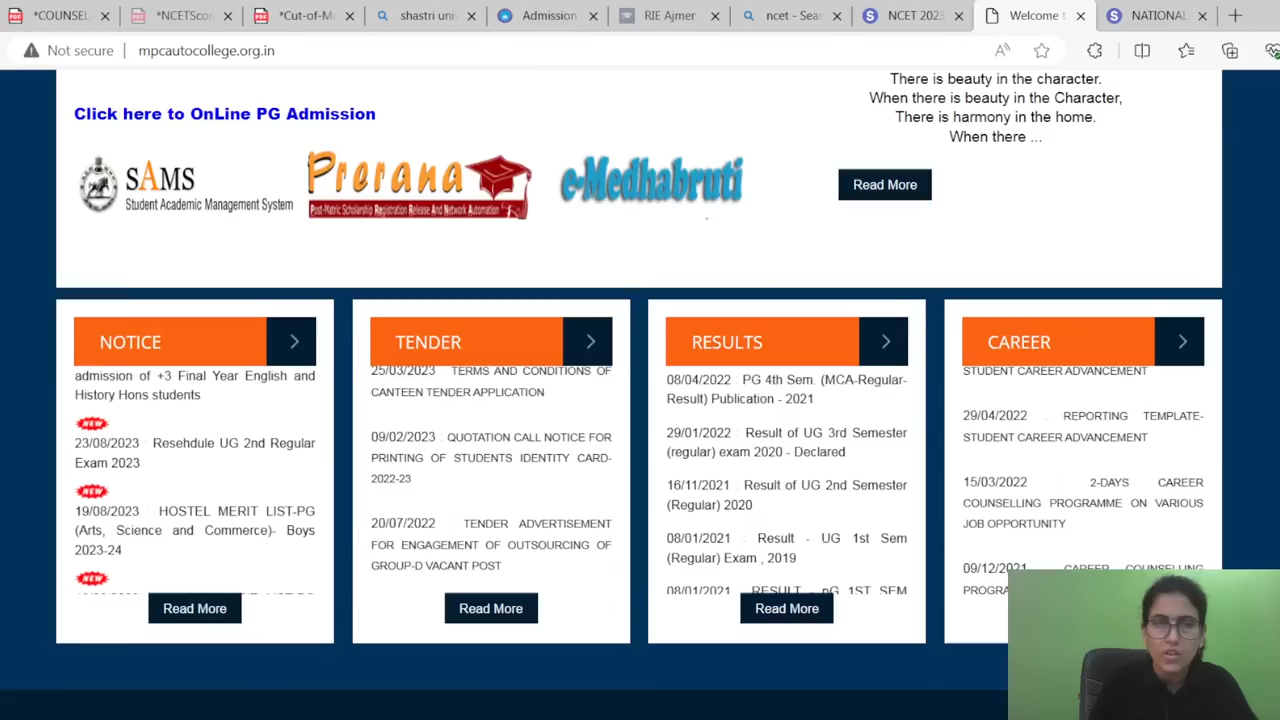 *COUNSEL
*NCETScor
*Cut-of-Mu
shastri uni
Admission
RIE Ajmer
ncet - Sear
NCET 2023
Welcome t
NATIONAL
Not secure
mpcautocollege.org.in
There is beauty in the character.
When there is beauty in the Character,
There is harmony in the home.
When there ...
Read More
Click here to OnLine PG Admission
SAMS
Student Academic Management System
Prerana
Post-Matric Scholarship Registration Release And Network Automation
e-Medhabruti
NOTICE
admission of +3 Final Year English and
History Hons students
NEW
23/08/2023 : Resehdule UG 2nd Regular
Exam 2023
NEW
19/08/2023 : HOSTEL MERIT LIST-PG
(Arts, Science and Commerce)- Boys
2023-24
NEW
Read More
TENDER
25/03/2023 : TERMS AND CONDITIONS OF
CANTEEN TENDER APPLICATION
09/02/2023 : QUOTATION CALL NOTICE FOR
PRINTING OF STUDENTS IDENTITY CARD-
2022-23
20/07/2022 : TENDER ADVERTISEMENT
FOR ENGAGEMENT OF OUTSOURCING OF
GROUP-D VACANT POST
Read More
RESULTS
08/04/2022 : PG 4th Sem. (MCA-Regular-
Result) Publication - 2021
29/01/2022 : Result of UG 3rd Semester
(regular) exam 2020 - Declared
16/11/2021 : Result of UG 2nd Semester
(Regular) 2020
08/01/2021 : Result - UG 1st Sem
(Regular) Exam , 2019
08/01/2021 : RESULT - pG 1ST SEM
Read More
CAREER
STUDENT CAREER ADVANCEMENT
29/04/2022 : REPORTING TEMPLATE-
STUDENT CAREER ADVANCEMENT
15/03/2022 : 2-DAYS CAREER
COUNSELLING PROGRAMME ON VARIOUS
JOB OPPORTUNITY
09/12/2021 : CAREER COUNSELLING